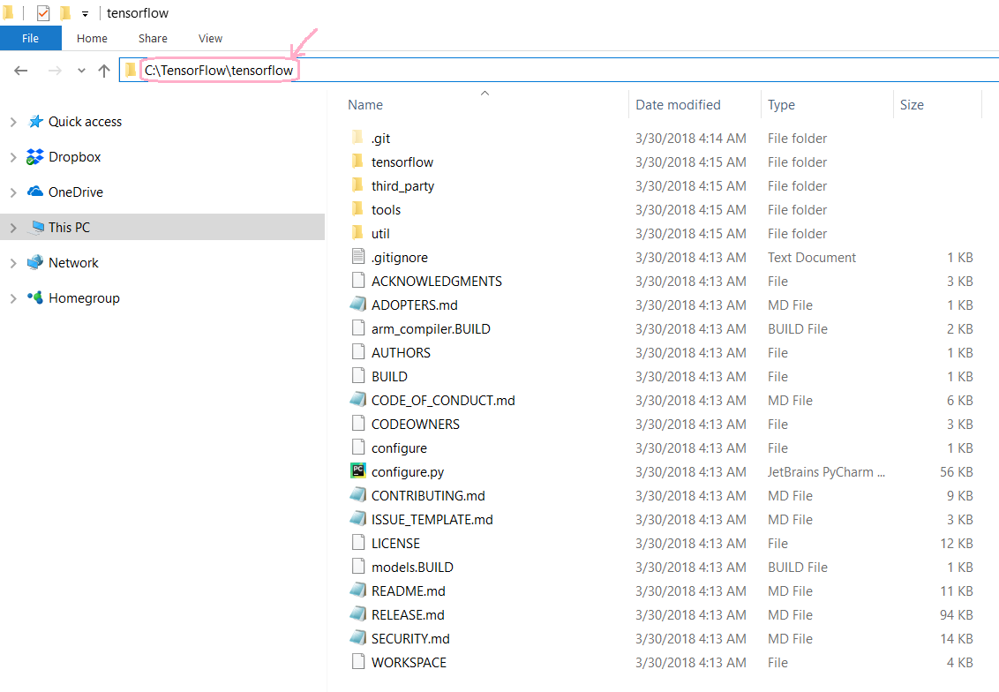 tensorflow
File Home Share View
C:\TensorFlow\tensorflow
Quick access
Dropbox
OneDrive
This PC
Network
Homegroup
Name Date modified Type Size
.git 3/30/2018 4:14 AM File folder
tensorflow 3/30/2018 4:15 AM File folder
third_party 3/30/2018 4:15 AM File folder
tools 3/30/2018 4:15 AM File folder
util 3/30/2018 4:15 AM File folder
.gitignore 3/30/2018 4:13 AM Text Document 1 KB
ACKNOWLEDGMENTS 3/30/2018 4:13 AM File 3 KB
ADOPTERS.md 3/30/2018 4:13 AM MD File 1 KB
arm_compiler.BUILD 3/30/2018 4:13 AM BUILD File 2 KB
AUTHORS 3/30/2018 4:13 AM File 1 KB
BUILD 3/30/2018 4:13 AM File 1 KB
CODE_OF_CONDUCT.md 3/30/2018 4:13 AM MD File 6 KB
CODEOWNERS 3/30/2018 4:13 AM File 3 KB
configure 3/30/2018 4:13 AM File 1 KB
PC configure.py 3/30/2018 4:13 AM JetBrains PyCharm ... 56 KB
CONTRIBUTING.md 3/30/2018 4:13 AM MD File 9 KB
ISSUE_TEMPLATE.md 3/30/2018 4:13 AM MD File 3 KB
LICENSE 3/30/2018 4:13 AM File 12 KB
models.BUILD 3/30/2018 4:13 AM BUILD File 1 KB
README.md 3/30/2018 4:13 AM MD File 11 KB
RELEASE.md 3/30/2018 4:13 AM MD File 94 KB
SECURITY.md 3/30/2018 4:13 AM MD File 14 KB
WORKSPACE 3/30/2018 4:13 AM File 4 KB